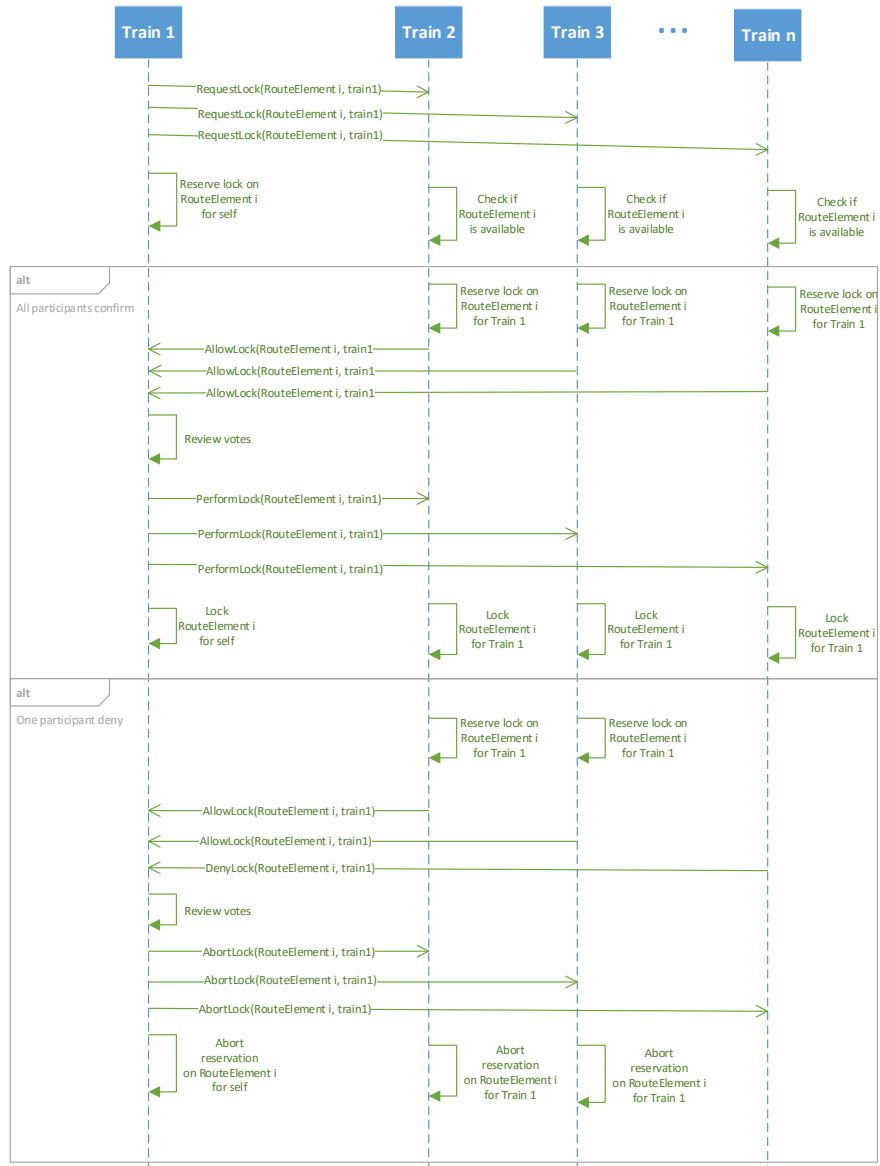 Train 1
Train 2
Train 3
...
Train n
RequestLock(RouteElement i, train1)
RequestLock(RouteElement i, train1)
RequestLock(RouteElement i, train1)
Reserve lock on
RouteElement i
for self
Check if
RouteElement i
is available
Check if
RouteElement i
is available
Check if
RouteElement i
is available
alt
All participants confirm
Reserve lock on
RouteElement i
for Train 1
Reserve lock on
RouteElement i
for Train 1
Reserve lock on
RouteElement i
for Train 1
AllowLock(RouteElement i, train1
AllowLock(RouteElement i, train1
AllowLock(RouteElement i, train1
Review votes
PerformLock(RouteElement i, train1)
PerformLock(RouteElement i, train1)
PerformLock(RouteElement i, train1)
Lock
RouteElement i
for self
Lock
RouteElement i
for Train 1
Lock
RouteElement i
for Train 1
Lock
RouteElement i
for Train 1
alt
One participant deny
Reserve lock on
RouteElement i
for Train 1
Reserve lock on
RouteElement i
for Train 1
AllowLock(RouteElement i, train1)
AllowLock(RouteElement i, train1)
DenyLock(RouteElement i, train1)
Review votes
AbortLock(RouteElement i, train1)
AbortLock(RouteElement i, train1)
AbortLock(RouteElement i, train1)
Abort
reservation
on RouteElement i
for self
Abort
reservation
on RouteElement i
for Train 1
Abort
reservation
on RouteElement i
for Train 1